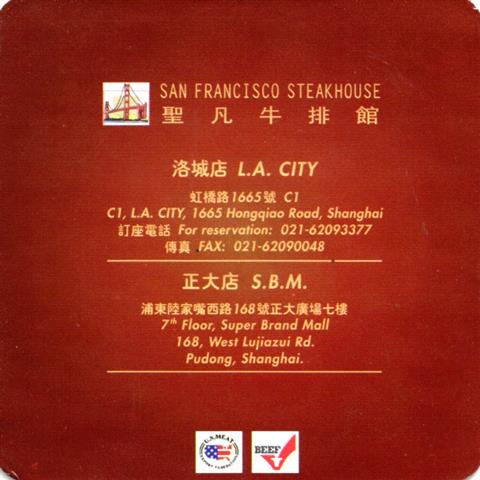 SAN FRANCISCO STEAKHOUSE
聖凡牛排館
洛城店 L.A. CITY
虹橋路1665號 C1
C1, L.A. CITY, 1665 Hongqiao Road, Shanghai
訂座電話 For reservation: 021-62093377
傳真 FAX: 021-62090048
正大店 S.B.M.
浦東陸家嘴西路168號正大廣場七樓
7th Floor, Super Brand Mall
168, West Lujiazui Rd.
Pudong, Shanghai.
U.S. MEAT
EXPORT FEDERATION
BEEF